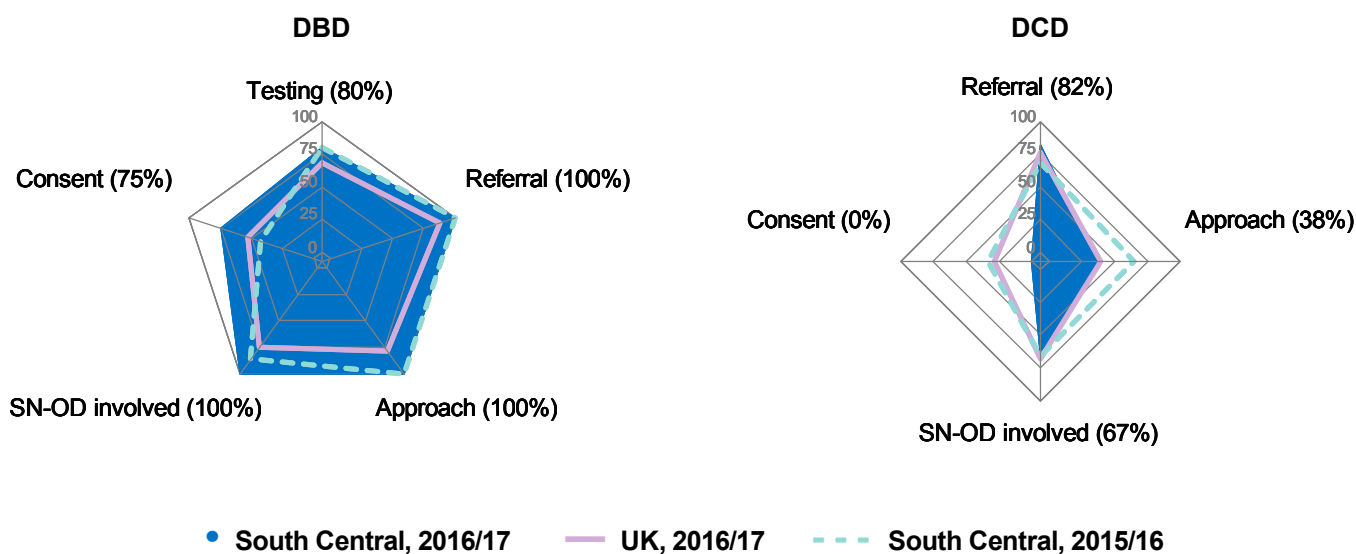 DBD
Testing (80%)
100
75
50
25
0
Consent (75%)
Referral (100%)
SN-OD involved (100%)
Approach (100%)
DCD
Referral (82%)
100
75
50
25
0
Consent (0%)
Approach (38%)
SN-OD involved (67%)
South Central, 2016/17
UK, 2016/17
South Central, 2015/16